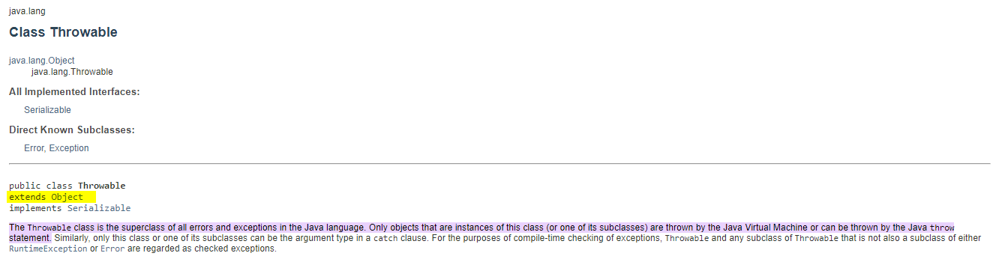 java.lang
Class Throwable
java.lang.Object
java.lang.Throwable
All Implemented Interfaces:
Serializable
Direct Known Subclasses:
Error, Exception
public class Throwable
extends Object
implements Serializable
The Throwable class is the superclass of all errors and exceptions in the Java language. Only objects that are instances of this class (or one of its subclasses) are thrown by the Java Virtual Machine or can be thrown by the Java throw
statement. Similarly, only this class or one of its subclasses can be the argument type in a catch clause. For the purposes of compile-time checking of exceptions, Throwable and any subclass of Throwable that is not also a subclass of either
RuntimeException or Error are regarded as checked exceptions.